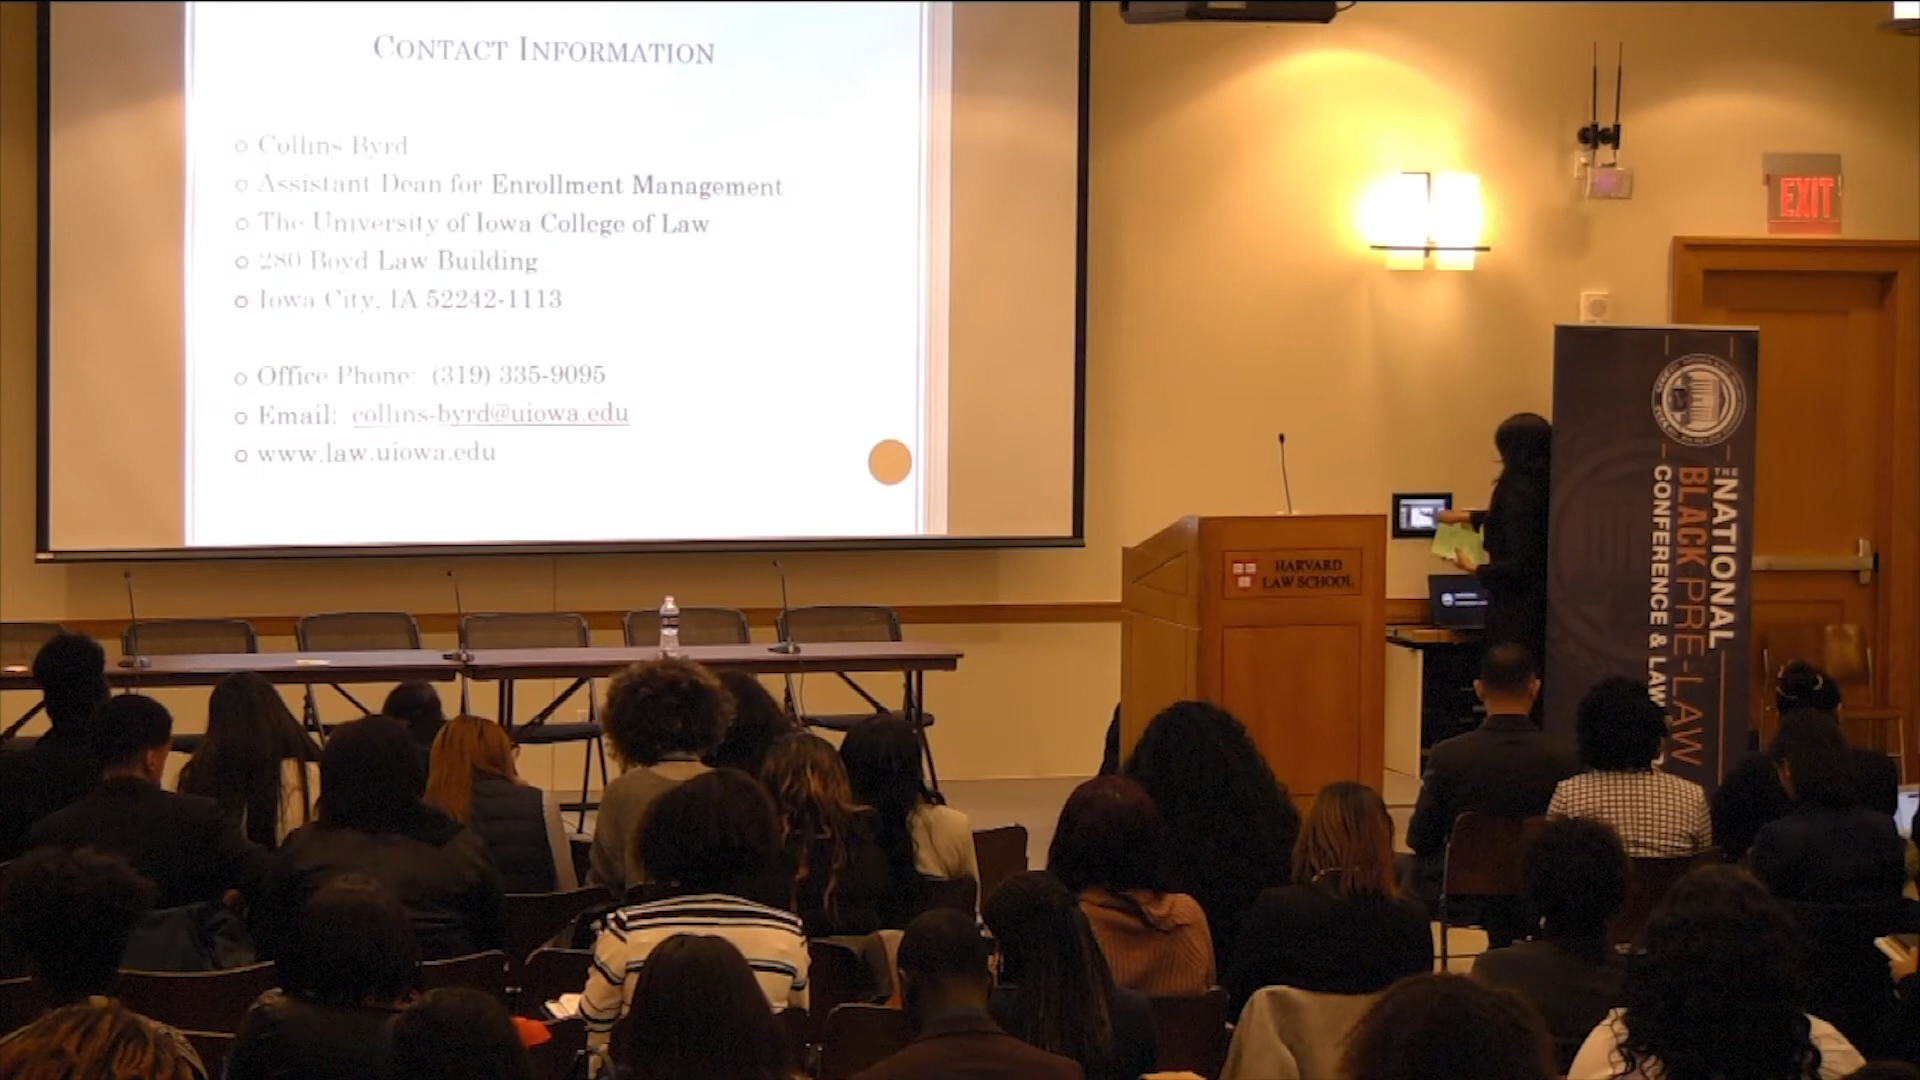 CONTACT INFORMATION
Collins Byrd
Assistant Dean for Enrollment Management
The University of Iowa College of Law
280 Boyd Law Building
Iowa City, IA 52242-1113
Office Phone: (319) 335-9095
Email: collins-byrd@uiowa.edu
www.law.uiowa.edu
EXIT
HARVARD
LAW SCHOOL
THE
NATIONAL
BLACK PRE-LAW
CONFERENCE & LAW